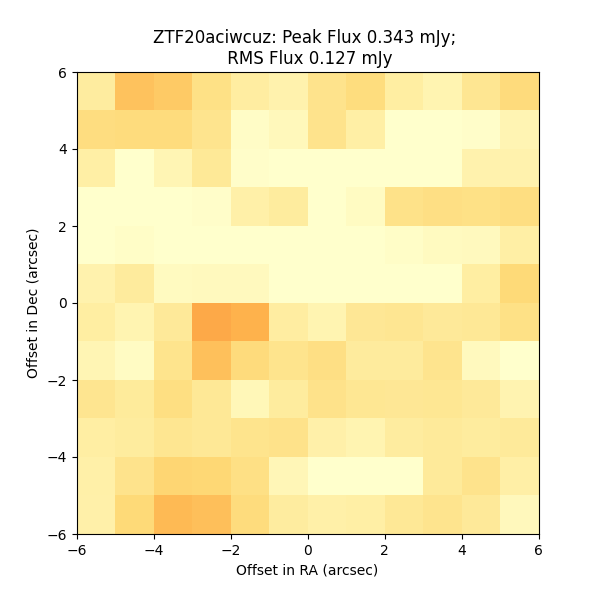 ZTF20aciwcuz: Peak Flux 0.343 mJy;
RMS Flux 0.127 mJy
6
4
2
0
−2
−4
−6
Offset in Dec (arcsec)
−6 −4 −2 0 2 4 6
Offset in RA (arcsec)